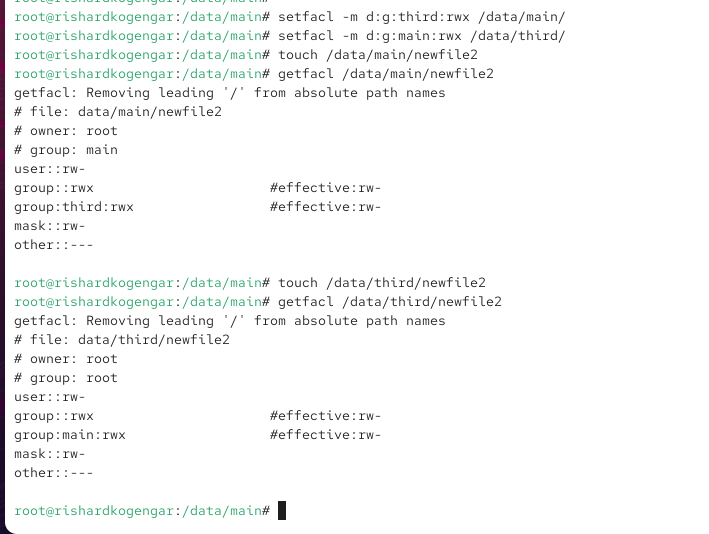 root@rishardkogengar:/data/main# setfacl -m d:g:third:rwx /data/main/
root@rishardkogengar:/data/main# setfacl -m d:g:main:rwx /data/third/
root@rishardkogengar:/data/main# touch /data/main/newfile2
root@rishardkogengar:/data/main# getfacl /data/main/newfile2
getfacl: Removing leading '/' from absolute path names
# file: data/main/newfile2
# owner: root
# group: main
user::rw-
group::rwx                      #effective:rw-
group:third:rwx                 #effective:rw-
mask::rw-
other::---

root@rishardkogengar:/data/main# touch /data/third/newfile2
root@rishardkogengar:/data/main# getfacl /data/third/newfile2
getfacl: Removing leading '/' from absolute path names
# file: data/third/newfile2
# owner: root
# group: root
user::rw-
group::rwx                      #effective:rw-
group:main:rwx                  #effective:rw-
mask::rw-
other::---

root@rishardkogengar:/data/main#